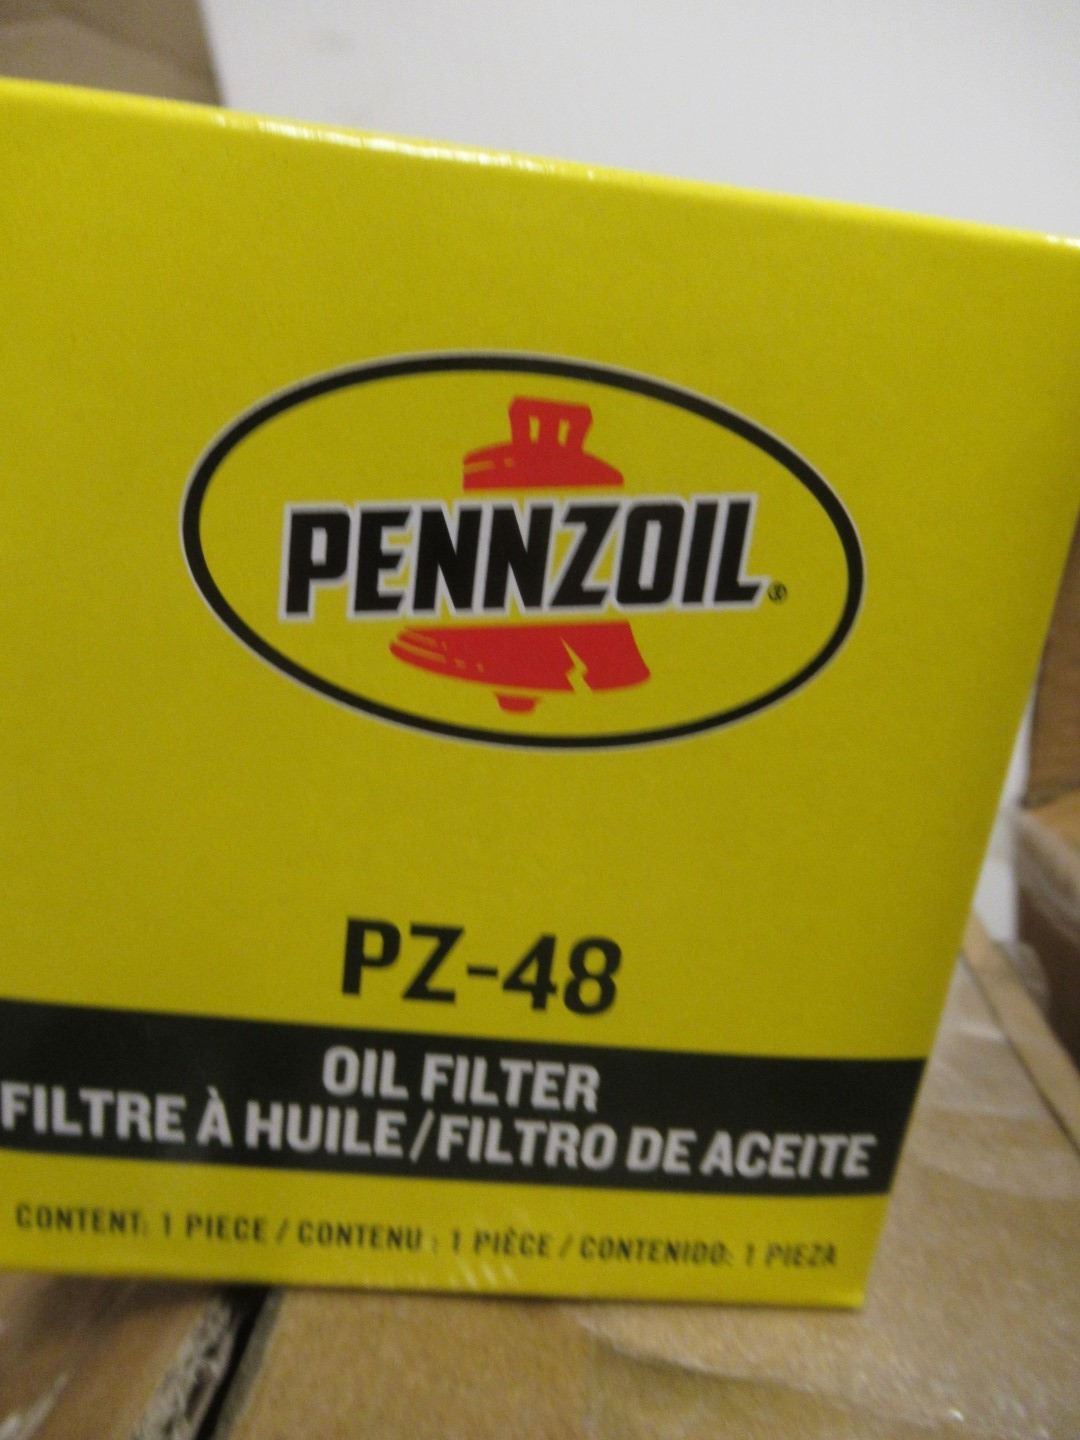 PENNZOIL®
PZ-48
OIL FILTER
FILTRE À HUILE/FILTRO DE ACEITE
CONTENT: 1 PIECE / CONTENU : 1 PIÈCE / CONTENIDO: 1 PIEZA